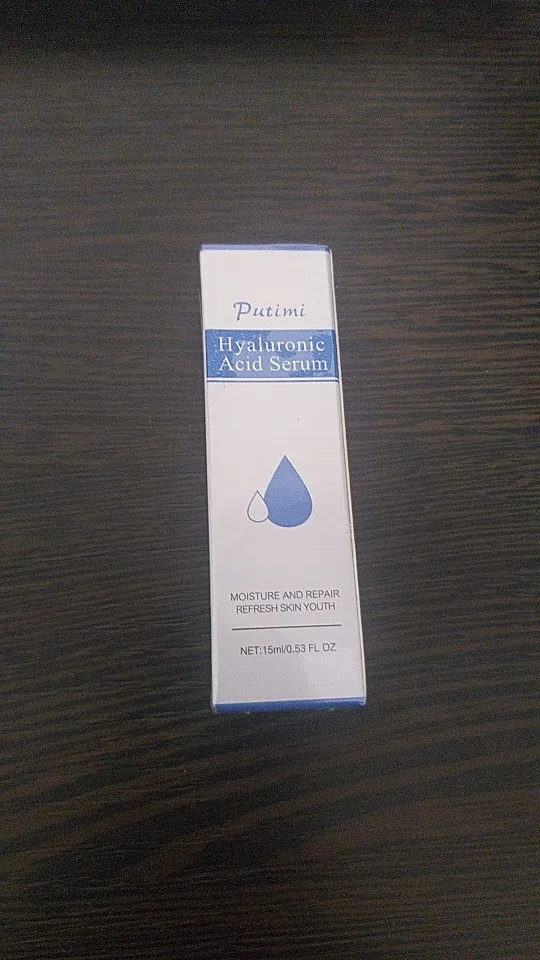 Putimi
Hyaluronic
Acid Serum
MOISTURE AND REPAIR
REFRESH SKIN YOUTH
NET:15ml/0.53 FL OZ